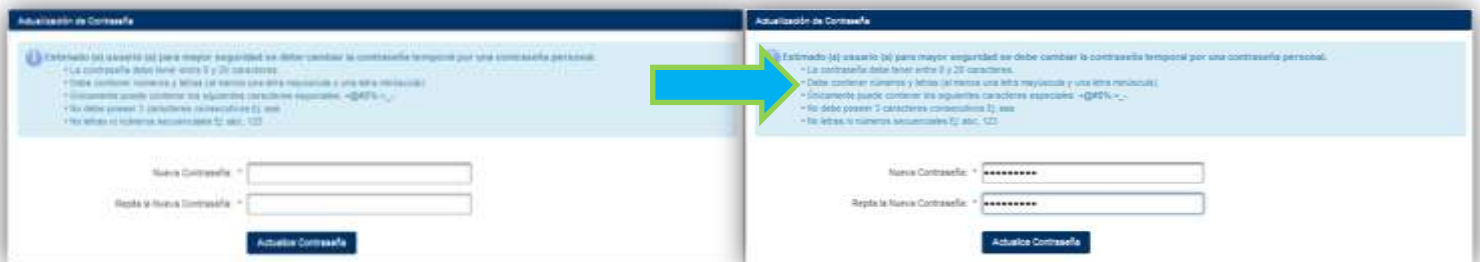 Actualización de Contraseña
Estimado (a) usuario (a) para mayor seguridad se debe cambiar la contraseña temporal por una contraseña personal.
• La contraseña debe tener entre 8 y 20 caracteres.
• Debe contener números y letras (al menos una letra mayúscula y una letra minúscula)
• Únicamente puede contener los siguientes caracteres especiales:
• No debe poseer 3 caracteres consecutivos Ej: aaa
• No letras ni números secuenciales Ej: abc, 123
Nueva Contraseña: *
Repita la Nueva Contraseña: *
Actualice Contraseña
Actualización de Contraseña
Estimado (a) usuario (a) para mayor seguridad se debe cambiar la contraseña temporal por una contraseña personal.
• La contraseña debe tener entre 8 y 20 caracteres.
• Debe contener números y letras (al menos una letra mayúscula y una letra minúscula)
• Únicamente puede contener los siguientes caracteres especiales:
• No debe poseer 3 caracteres consecutivos Ej: aaa
• No letras ni números secuenciales Ej: abc, 123
Nueva Contraseña: * •••••••••
Repita la Nueva Contraseña: * •••••••••
Actualice Contraseña